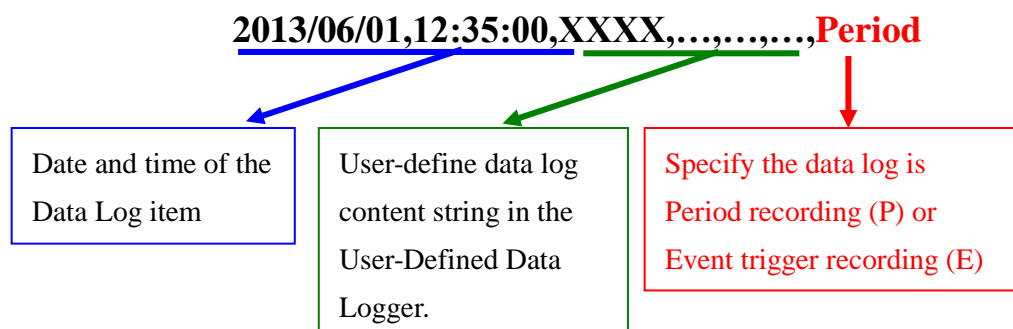 2013/06/01,12:35:00,XXXX,…,…,…,Period
Date and time of the
Data Log item
User-define data log
content string in the
User-Defined Data
Logger.
Specify the data log is
Period recording (P) or
Event trigger recording (E)